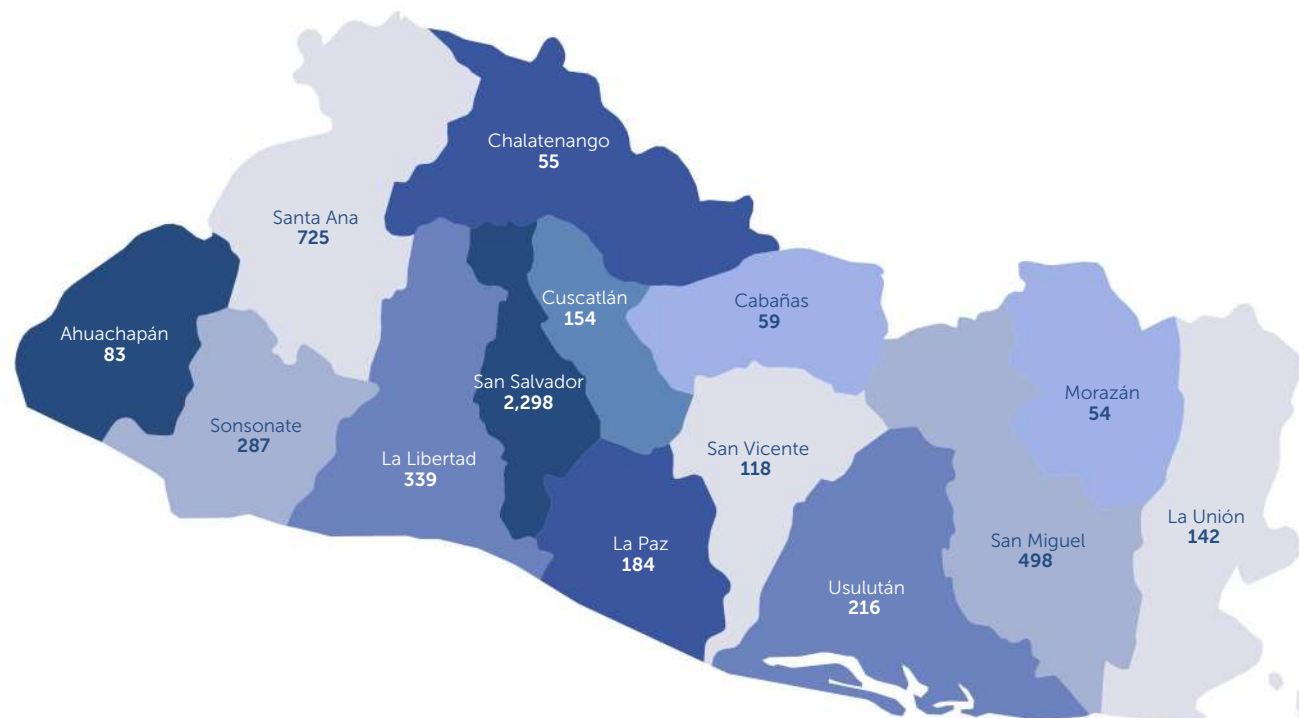 Chalatenango
55
Santa Ana
725
Cuscatlán
154
Cabañas
59
Ahuachapán
83
San Salvador
2,298
Morazán
54
Sonsonate
287
La Libertad
339
San Vicente
118
La Unión
142
La Paz
184
San Miguel
498
Usulután
216